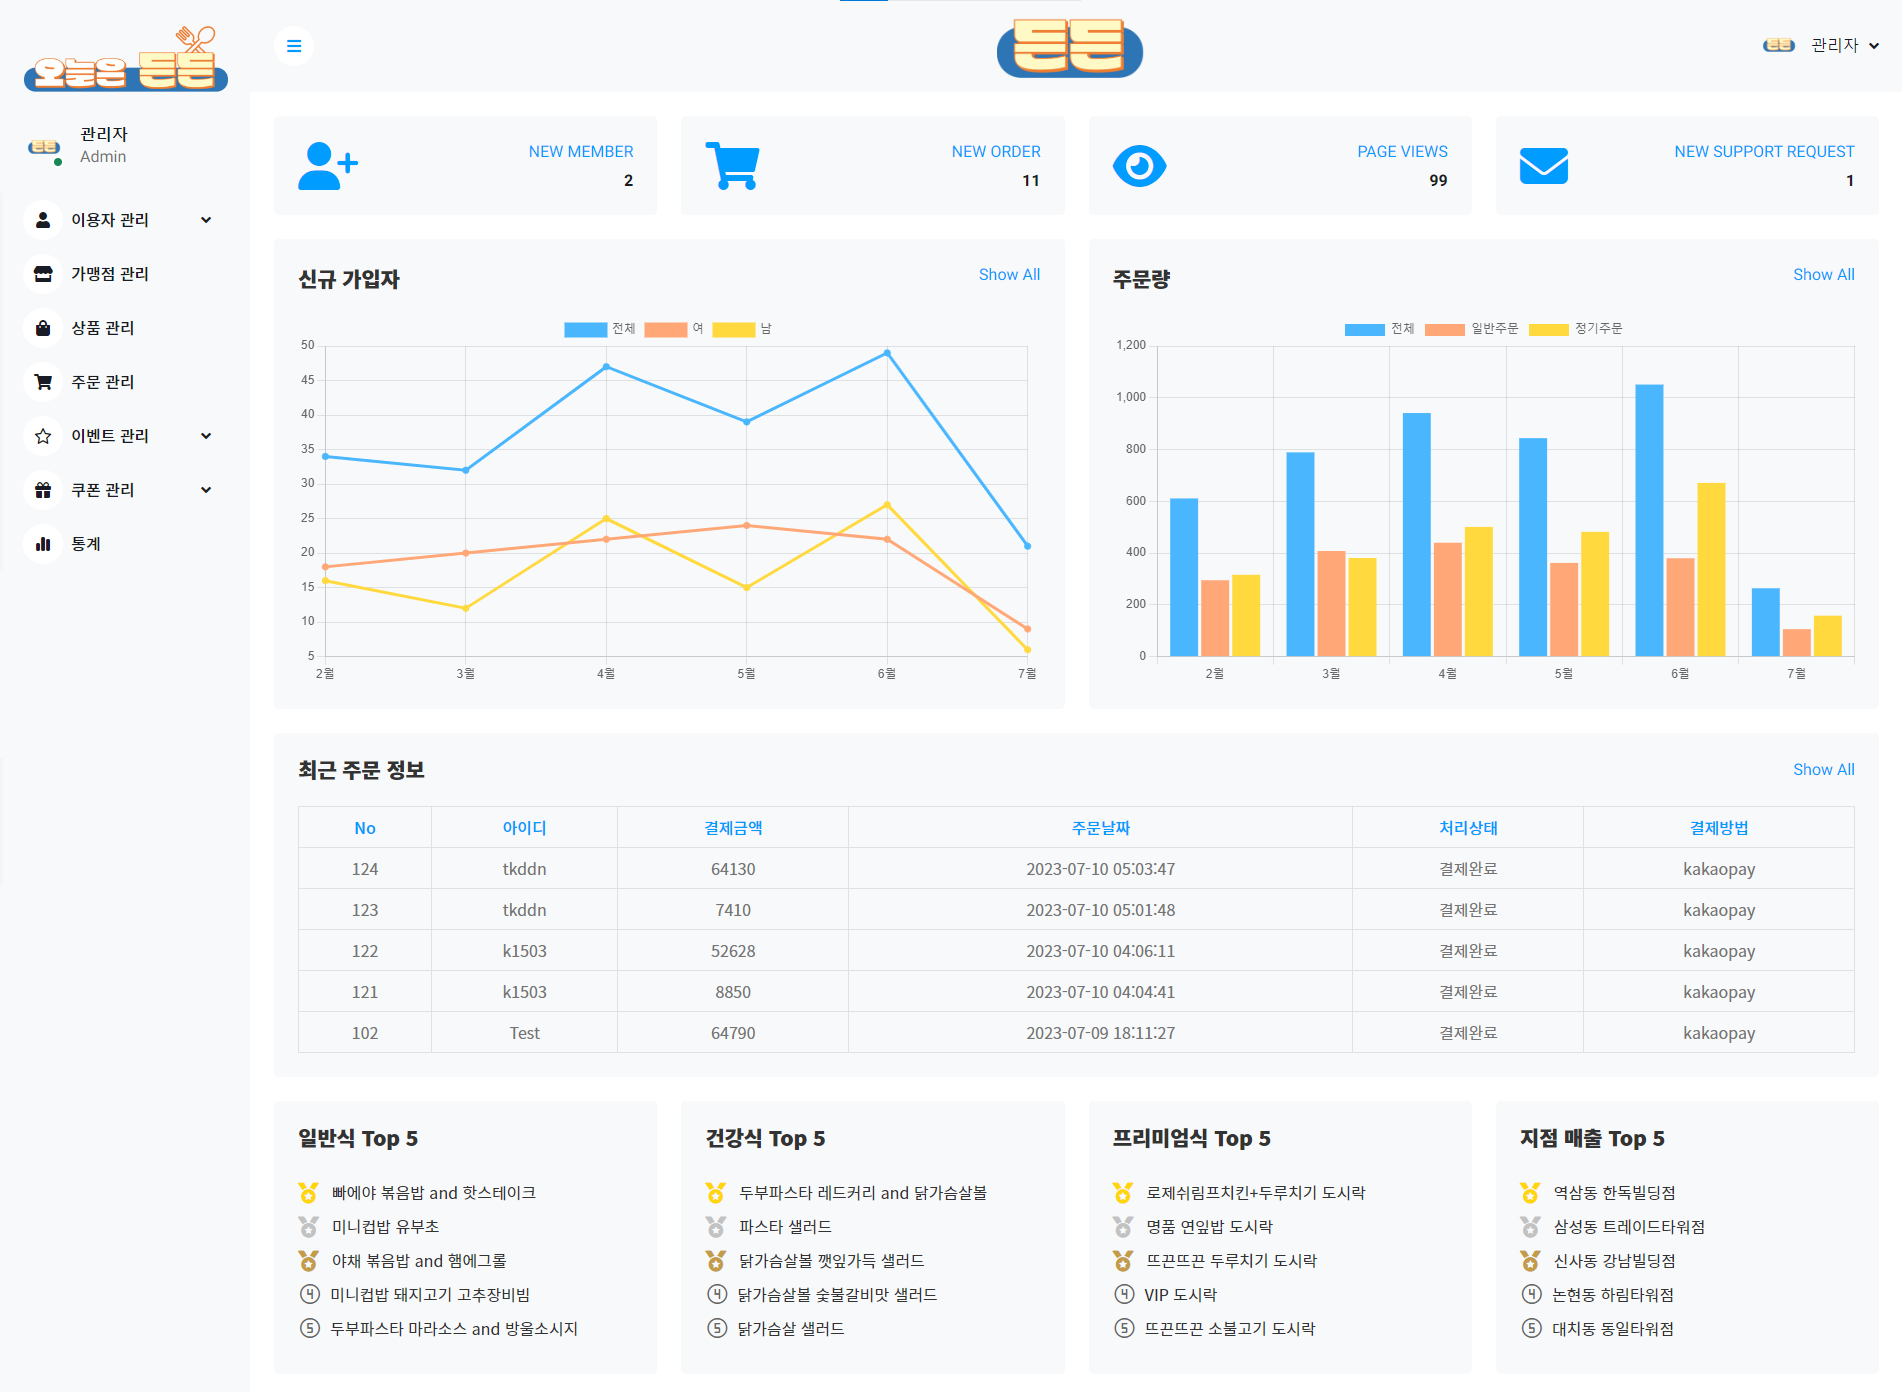 오늘은 든든
관리자
Admin
이용자 관리
가맹점 관리
상품 관리
주문 관리
이벤트 관리
쿠폰 관리
통계
든든
든든
관리자
NEW MEMBER
2
NEW ORDER
11
PAGE VIEWS
99
NEW SUPPORT REQUEST
1
신규 가입자
Show All
전체 여 남
50
45
40
35
30
25
20
15
10
5
2월 3월 4월 5월 6월 7월
주문량
Show All
전체 일반주문 정기주문
1,200
1,000
800
600
400
200
0
2월 3월 4월 5월 6월 7월
최근 주문 정보
Show All
No 아이디 결제금액 주문날짜 처리상태 결제방법
124 tkddn 64130 2023-07-10 05:03:47 결제완료 kakaopay
123 tkddn 7410 2023-07-10 05:01:48 결제완료 kakaopay
122 k1503 52628 2023-07-10 04:06:11 결제완료 kakaopay
121 k1503 8850 2023-07-10 04:04:41 결제완료 kakaopay
102 Test 64790 2023-07-09 18:11:27 결제완료 kakaopay
일반식 Top 5
빠에야 볶음밥 and 핫스테이크
미니컵밥 유부초
야채 볶음밥 and 햄에그롤
4 미니컵밥 돼지고기 고추장비빔
5 두부파스타 마라소스 and 방울소시지
건강식 Top 5
두부파스타 레드커리 and 닭가슴살볼
파스타 샐러드
닭가슴살볼 깻잎가득 샐러드
4 닭가슴살볼 숯불갈비맛 샐러드
5 닭가슴살 샐러드
프리미엄식 Top 5
로제쉬림프치킨+두루치기 도시락
명품 연잎밥 도시락
뜨끈뜨끈 두루치기 도시락
4 VIP 도시락
5 뜨끈뜨끈 소불고기 도시락
지점 매출 Top 5
역삼동 한독빌딩점
삼성동 트레이드타워점
신사동 강남빌딩점
4 논현동 하림타워점
5 대치동 동일타워점